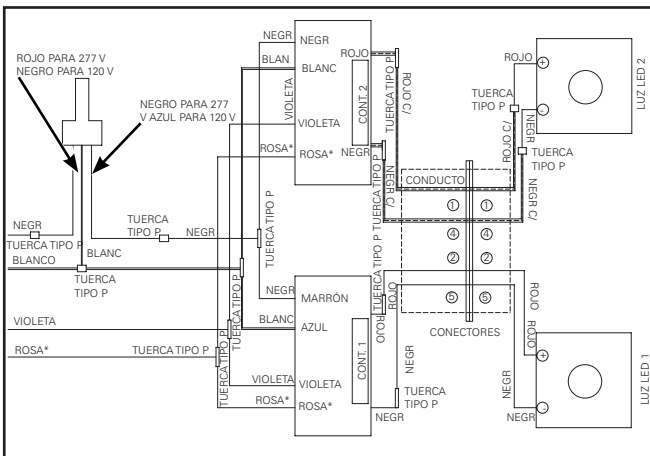 ROJO PARA 277 V
NEGRO PARA 120 V
NEGRO PARA 277
V AZUL PARA 120 V
NEGR
TUERCA TIPO P
BLANCO
BLANC
TUERCA
TIPO P
TUERCA
TIPO P
NEGR
VIOLETA
ROSA*
TUERCA TIPO P
TUERCA TIPO P
TUERCA TIPO P
TUERCA TIPO P
NEGR
BLAN
VIOLETA
NEGR
BLANC
VIOLETA
ROSA*
ROSA*
CONT. 2
ROJO
NEGR
TUERCA TIPO P
ROJO C/
TUERCA TIPO P
NEGR C/
CONDUCTO
1 1
4 4
2 2
5 5
CONECTORES
NEGR
BLANC
VIOLETA
ROSA*
MARRÓN
AZUL
VIOLETA
ROSA*
CONT. 1
TUERCA TIPO P
ROJO
ROJO
NEGR
NEGR
TUERCA
TIPO P
ROJO
TUERCA
TIPO P
ROJO C/
NEGR
TUERCA
TIPO P
NEGR C/
+
-
LUZ LED 2
ROJO
ROJO
NEGR
NEGR
+
-
LUZ LED 1